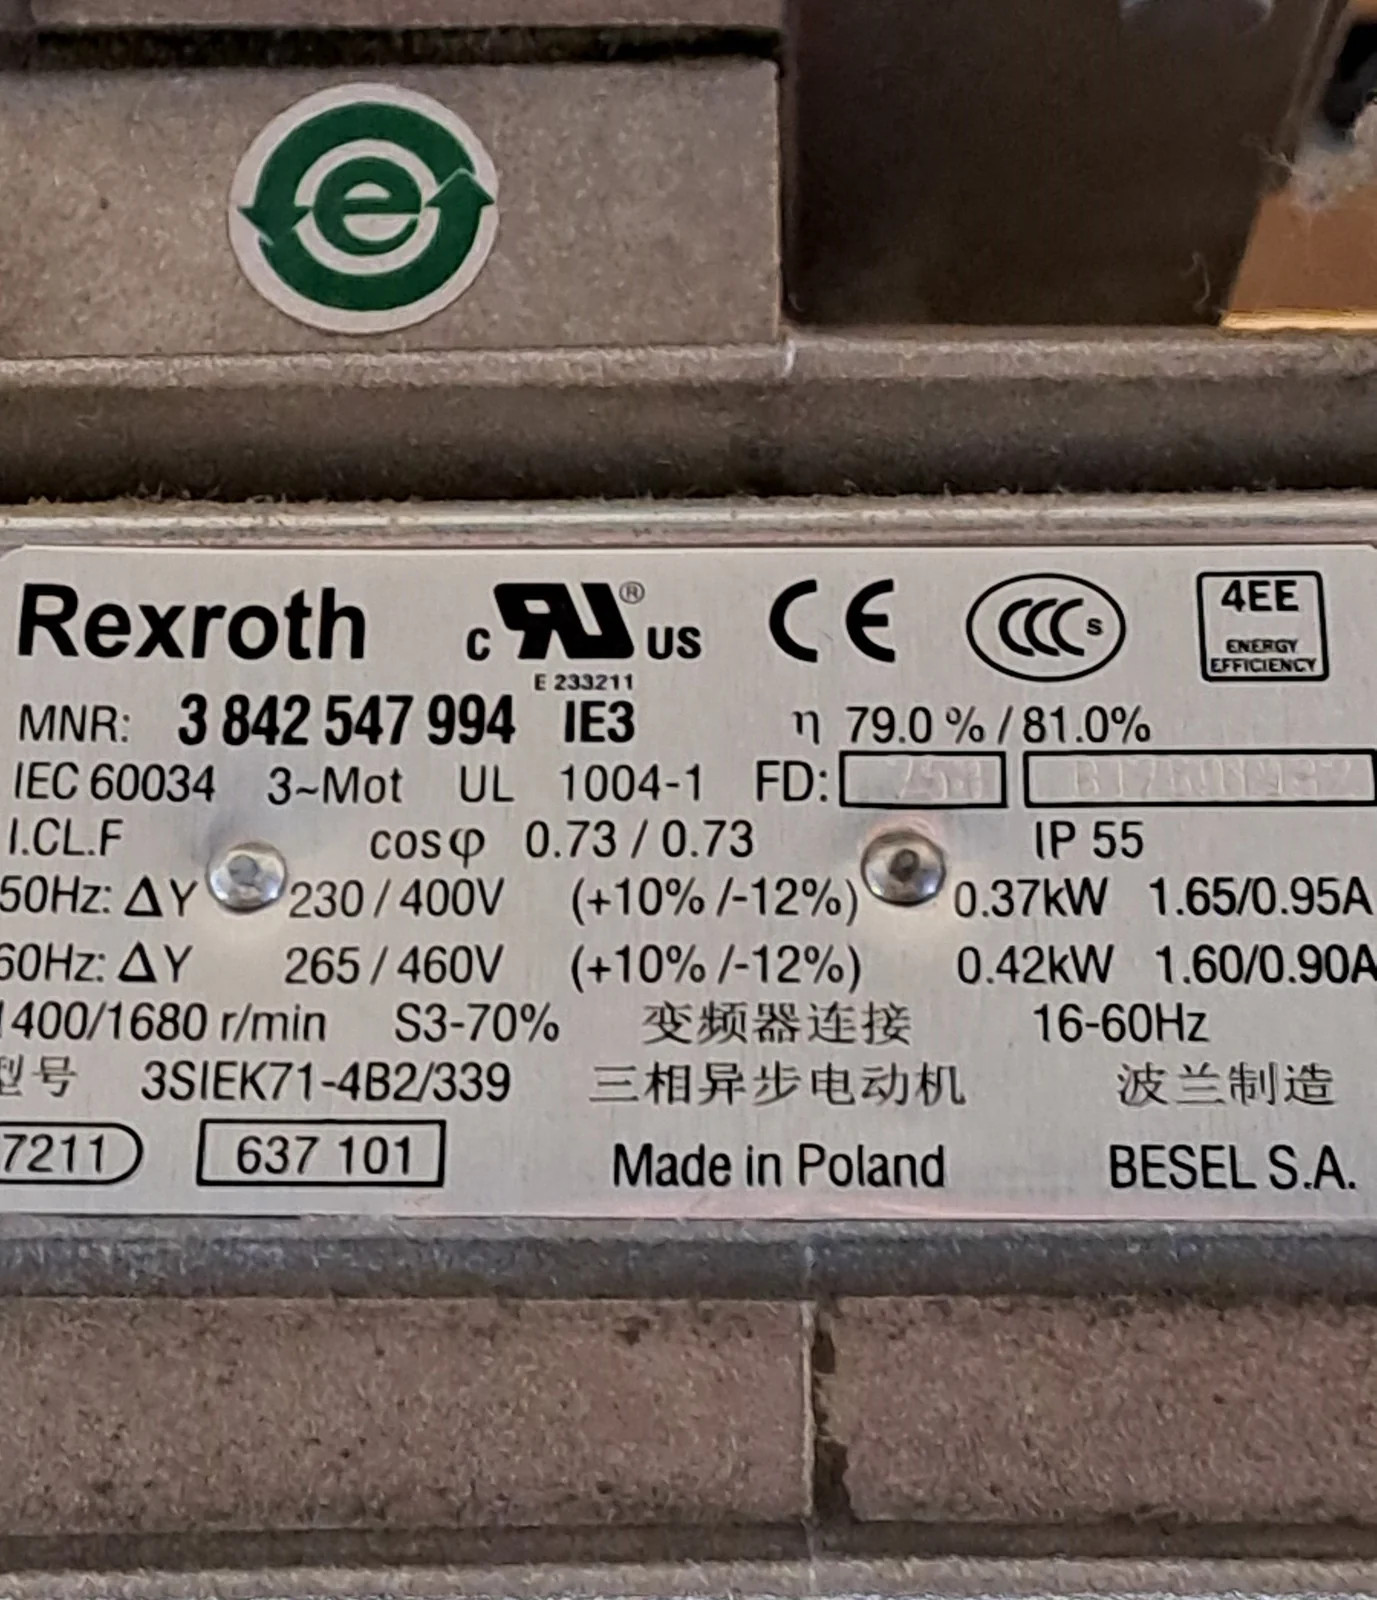 e
Rexroth c RU ® US CE CCC S 4EE
ENERGY
EFFICIENCY
E 233211
MNR: 3 842 547 994 IE3 η 79.0 % / 81.0%
IEC 60034 3~Mot UL 1004-1 FD:
I.CL.F cosφ 0.73 / 0.73 IP 55
50Hz: Δ Y 230 / 400V (+10% /-12%) 0.37kW 1.65/0.95A
60Hz: Δ Y 265 / 460V (+10% /-12%) 0.42kW 1.60/0.90A
1400/1680 r/min S3-70% 变频器连接 16-60Hz
型号 3SIEK71-4B2/339 三相异步电动机 波兰制造
7211 637 101 Made in Poland BESEL S.A.